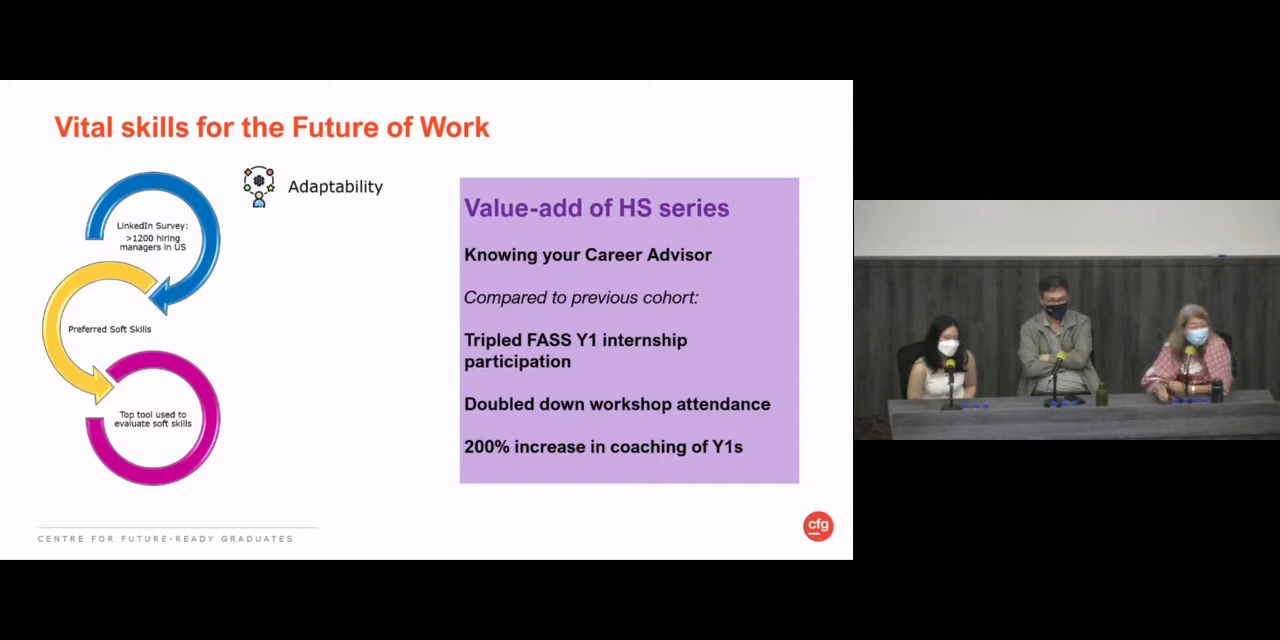 Vital skills for the Future of Work
LinkedIn Survey:
>1200 hiring
managers in US
Preferred Soft Skills
Top tool used to
evaluate soft skills
Adaptability
Value-add of HS series
Knowing your Career Advisor
Compared to previous cohort:
Tripled FASS Y1 internship
participation
Doubled down workshop attendance
200% increase in coaching of Y1s
CENTRE FOR FUTURE-READY GRADUATES
cfg